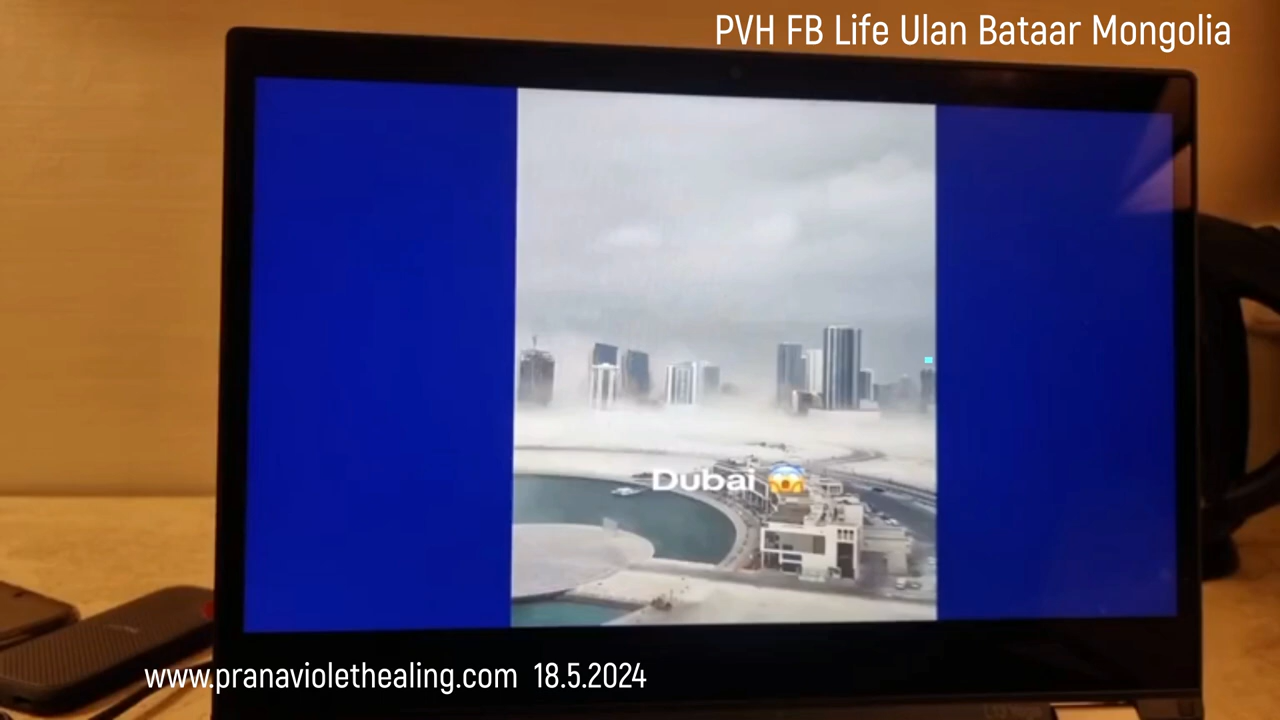 PVH FB Life Ulan Bataar Mongolia
Dubai 😱
www.pranaviolethealing.com 18.5.2024